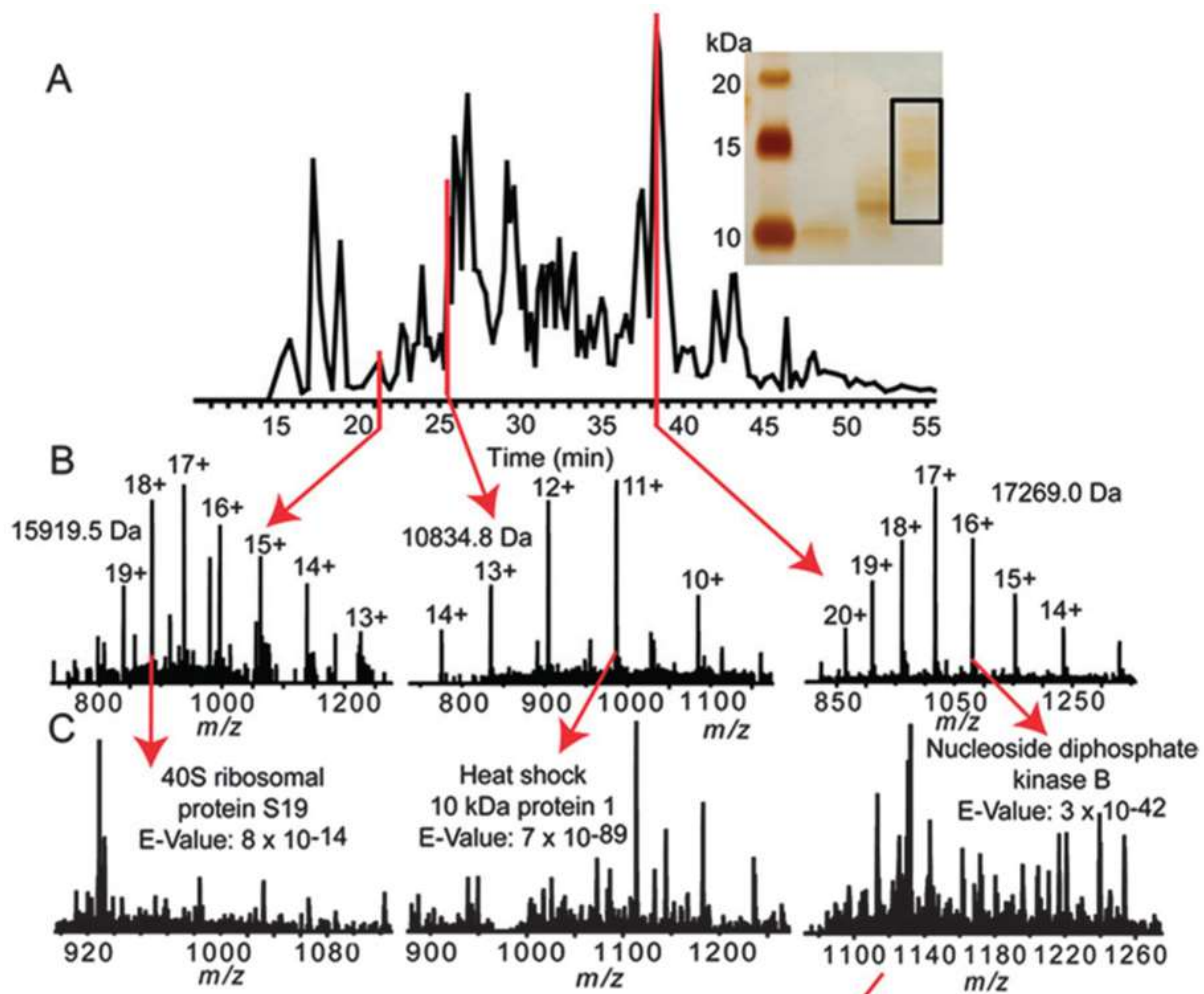 A
kDa
20
15
10
15 20 25 30 35 40 45 50 55
Time (min)
B
15919.5 Da
19+ 18+ 17+ 16+ 15+ 14+ 13+
800 1000 1200
m/z
10834.8 Da
14+ 13+ 12+ 11+ 10+
800 900 1000 1100
m/z
17269.0 Da
20+ 19+ 18+ 17+ 16+ 15+ 14+
850 1050 1250
m/z
C
40S ribosomal
protein S19
E-Value: 8 x 10-14
920 1000 1080
m/z
Heat shock
10 kDa protein 1
E-Value: 7 x 10-89
900 1000 1100 1200
m/z
Nucleoside diphosphate
kinase B
E-Value: 3 x 10-42
1100 1140 1180 1220 1260
m/z